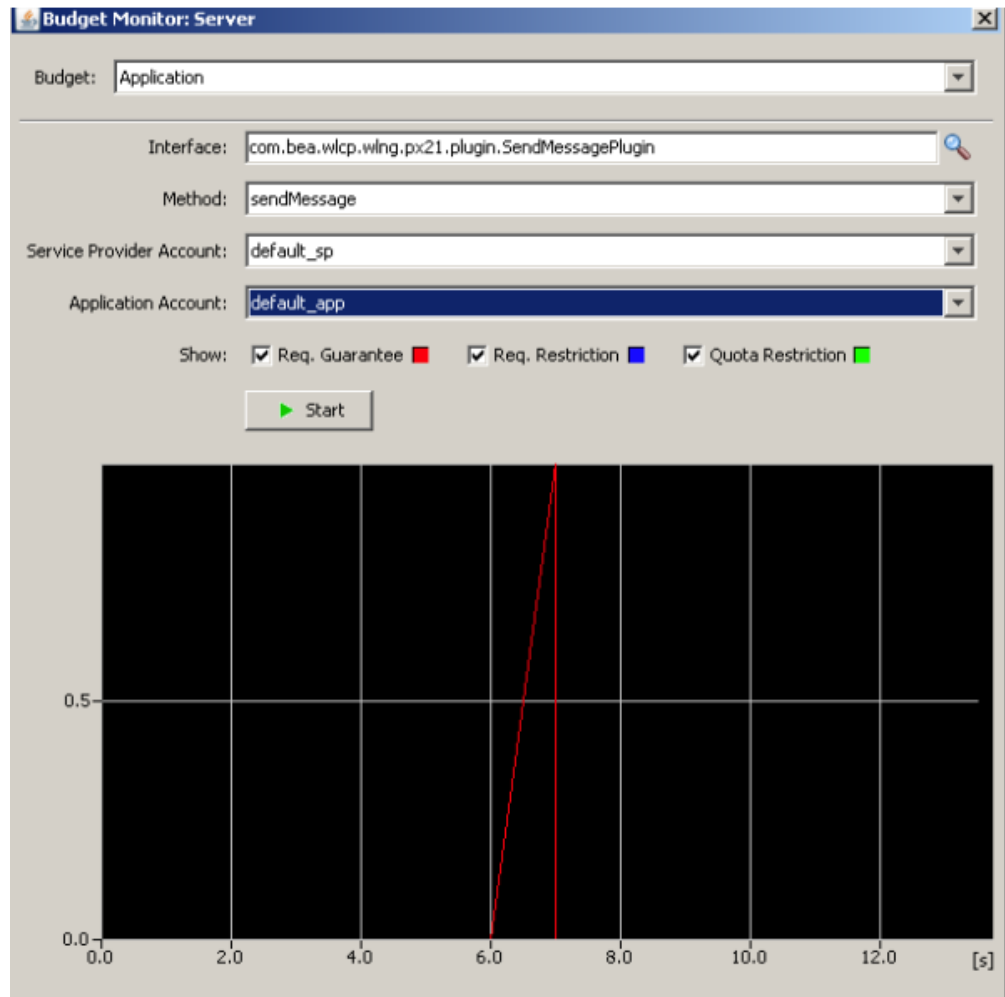 Budget Monitor: Server
Budget: Application
Interface: com.bea.wlcp.wlng.px21.plugin.SendMessagePlugin
Method: sendMessage
Service Provider Account: default_sp
Application Account: default_app
Show: Req. Guarantee Req. Restriction Quota Restriction
Start
0.5
0.0
0.0 2.0 4.0 6.0 8.0 10.0 12.0 [s]